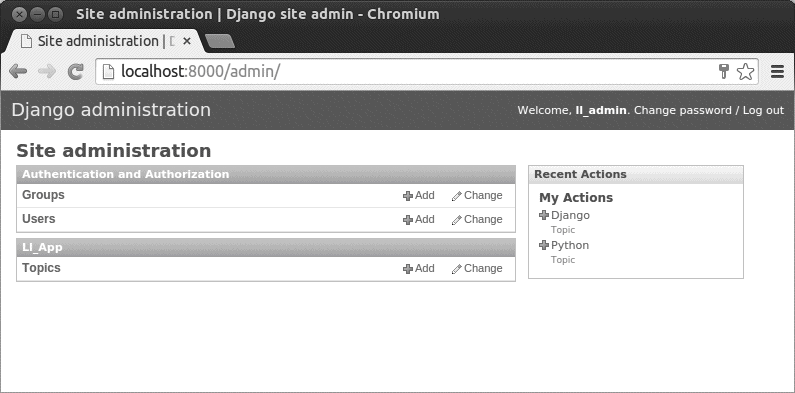 Site administration | Django site admin - Chromium
Site administration | D
localhost:8000/admin/
Django administration
Welcome, ll_admin. Change password / Log out
Site administration
Authentication and Authorization
Groups Add Change
Users Add Change
Ll_App
Topics Add Change
Recent Actions
My Actions
Django
Topic
Python
Topic